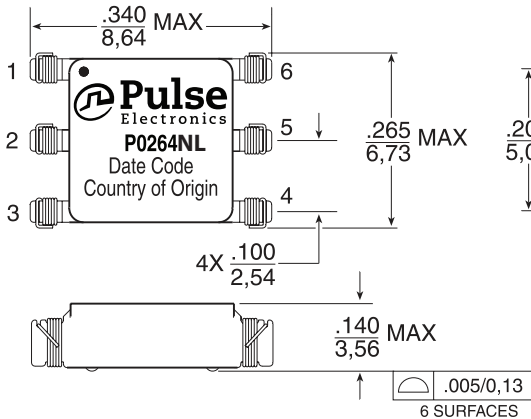 .340 MAX
8,64
1
6
Pulse
Electronics
2
5
P0264NL
Date Code
Country of Origin
.265 MAX
6,73
3
4
4X .100
2,54
.140 MAX
3,56
.005/0,13
6 SURFACES